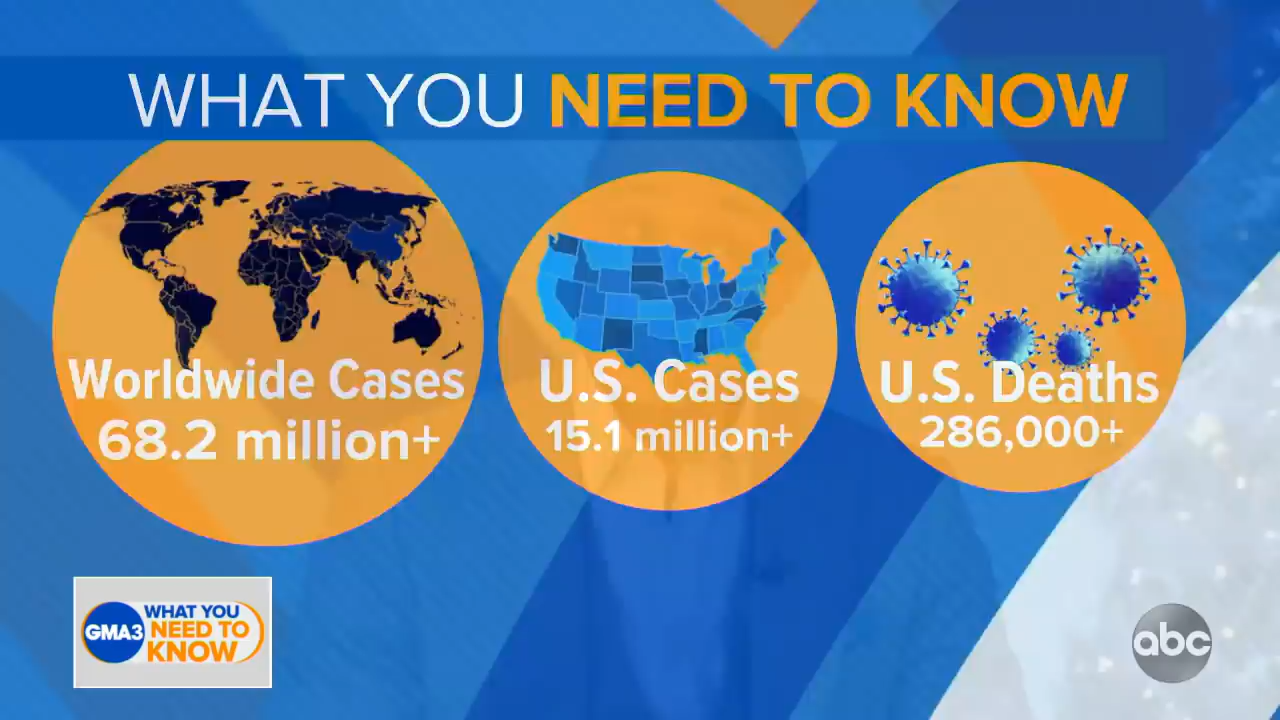 WHAT YOU NEED TO KNOW
Worldwide Cases
68.2 million+
U.S. Cases
15.1 million+
U.S. Deaths
286,000+
GMA3
WHAT YOU
NEED TO
KNOW
abc